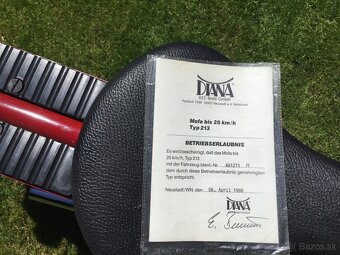 DIANA
KFZ-Teile GmbH
Mofa bis 25 km/h
Typ 213
BETRIEBSERLAUBNIS
Es wird bescheinigt, daß das Mofa bis
25 km/h, Typ 213
mit der Fahrzeug-Ident.-Nr.
dem durch diese Betriebserlaubnis genehmigten
Typ entspricht.
Neustadt/WN, den 06. April 1998
DIANA
Bazos.sk